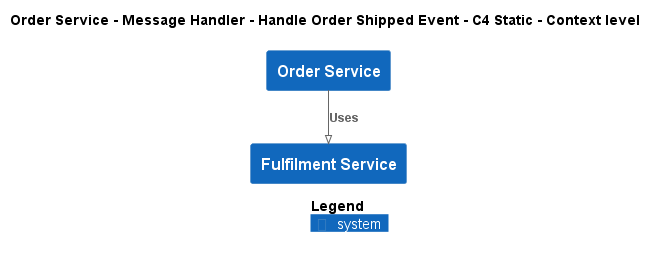 Order Service - Message Handler - Handle Order Shipped Event - C4 Static - Context level
Order Service
Uses
Fulfilment Service
Legend
system